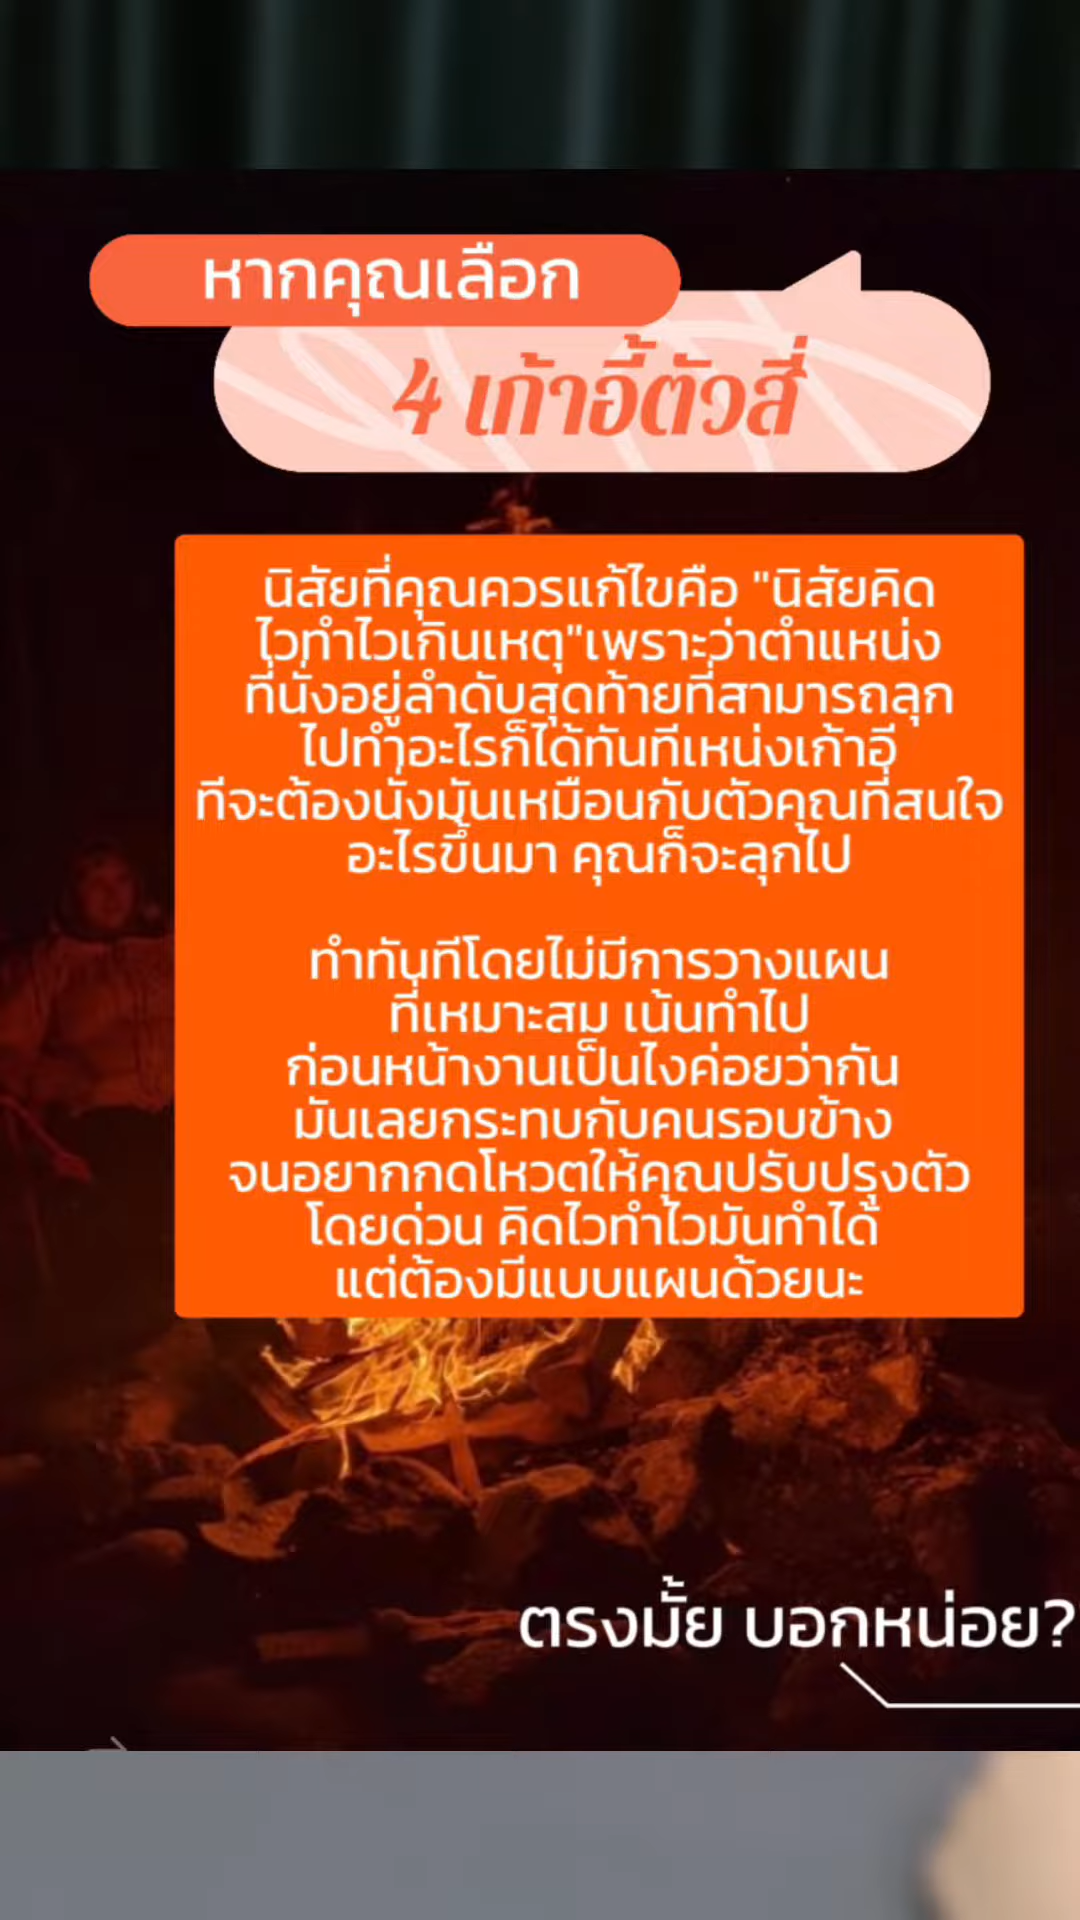 หากคุณเลือก
4 เก้าอี้ตัวสี่
นิสัยที่คุณควรแก้ไขคือ "นิสัยคิด
ไวทำไวเกินเหตุ"เพราะว่าตำแหน่ง
ที่นั่งอยู่ลำดับสุดท้ายที่สามารถลุก
ไปทำอะไรก็ได้ทันทีเหน่งเก้าอี
ทีจะต้องนั่งมันเหมือนกับตัวคุณที่สนใจ
อะไรขึ้นมา คุณก็จะลุกไป
ทำทันทีโดยไม่มีการวางแผน
ที่เหมาะสม เน้นทำไป
ก่อนหน้างานเป็นไงค่อยว่ากัน
มันเลยกระทบกับคนรอบข้าง
จนอยากกดโหวตให้คุณปรับปรุงตัว
โดยด่วน คิดไวทำไวมันทำได้
แต่ต้องมีแบบแผนด้วยนะ
ตรงมั้ย บอกหน่อย?